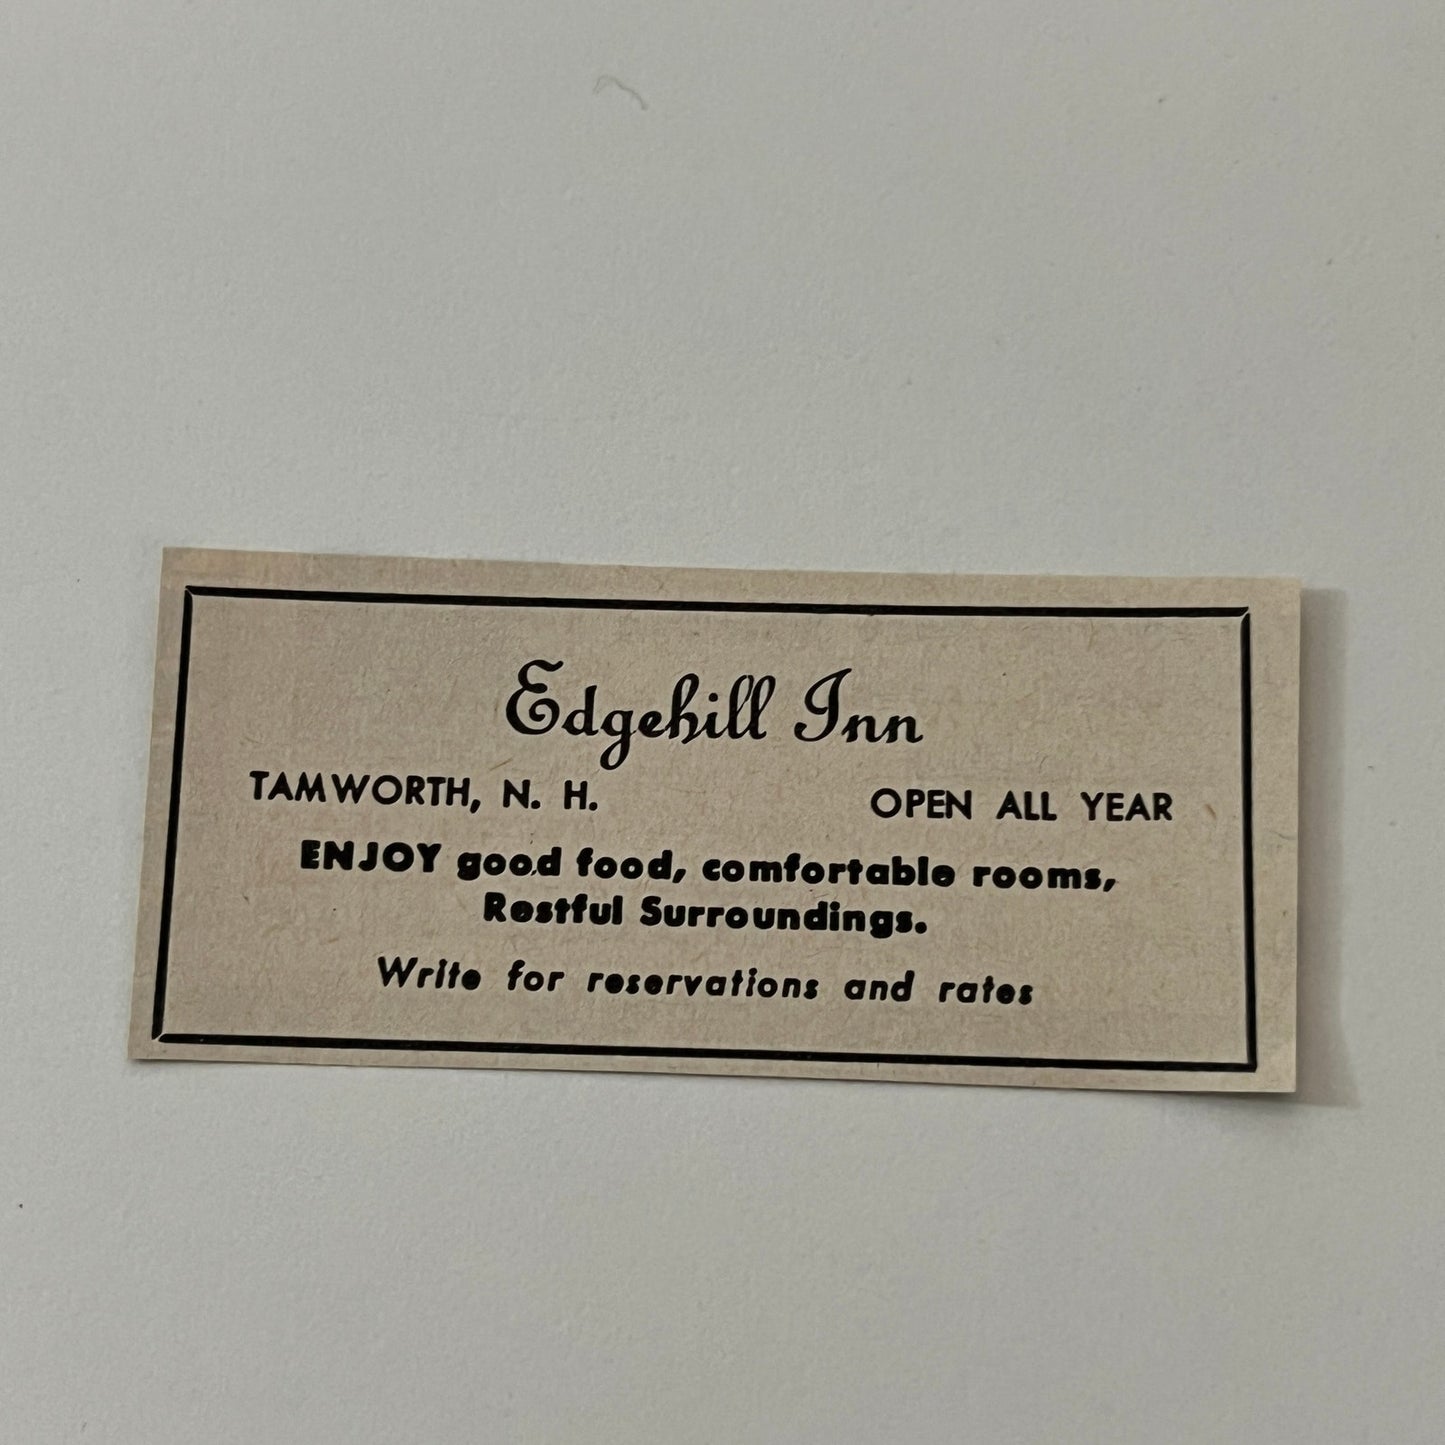 Edgehill Inn
TAMWORTH, N. H. OPEN ALL YEAR
ENJOY good food, comfortable rooms,
Restful Surroundings.
Write for reservations and rates